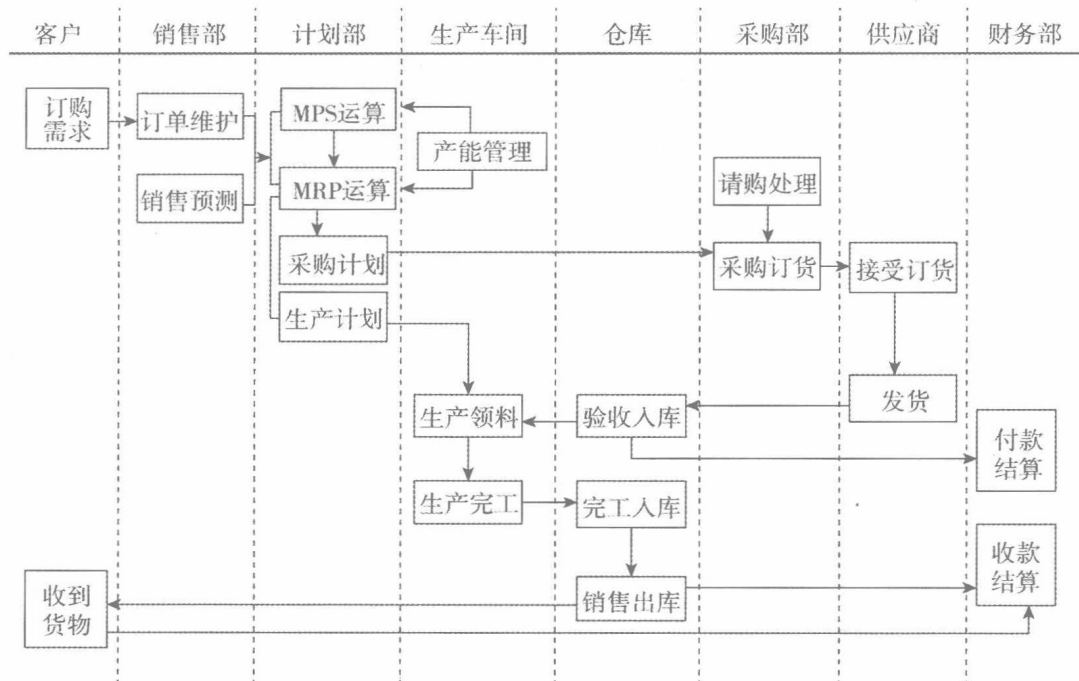 客户 销售部 计划部 生产车间 仓库 采购部 供应商 财务部
订购
需求
订单维护
MPS运算
产能管理
销售预测
MRP运算
请购处理
采购计划
采购订货
接受订货
生产计划
发货
生产领料
验收入库
付款
结算
生产完工
完工入库
收款
结算
收到
货物
销售出库